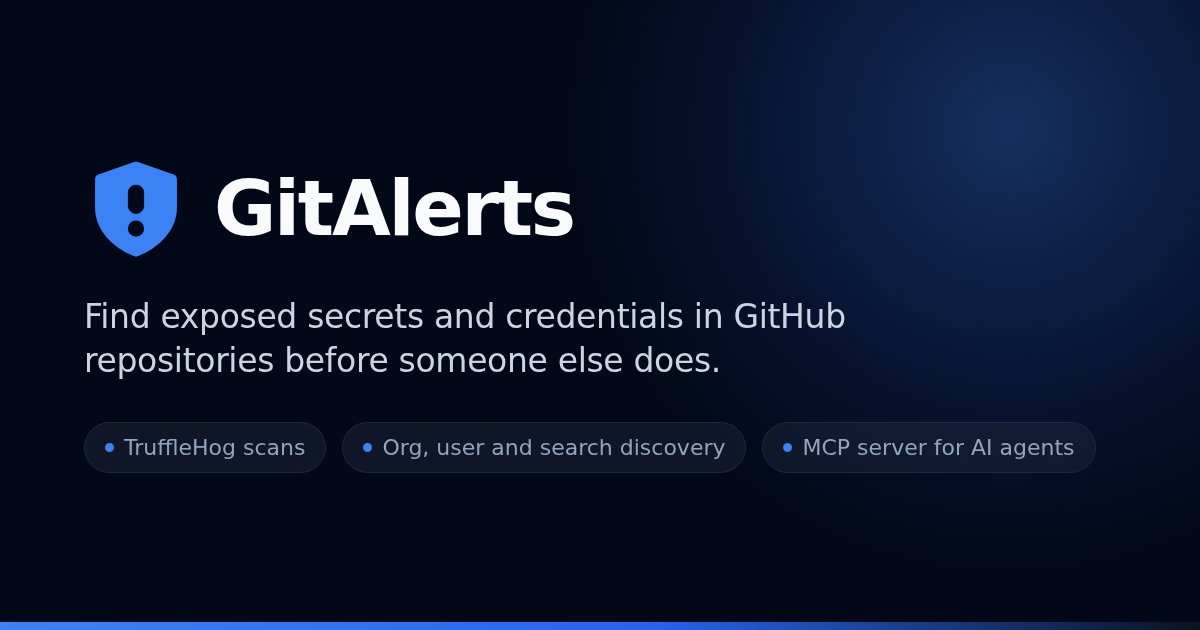 GitAlerts
Find exposed secrets and credentials in GitHub
repositories before someone else does.
TruffleHog scans
Org, user and search discovery
MCP server for AI agents